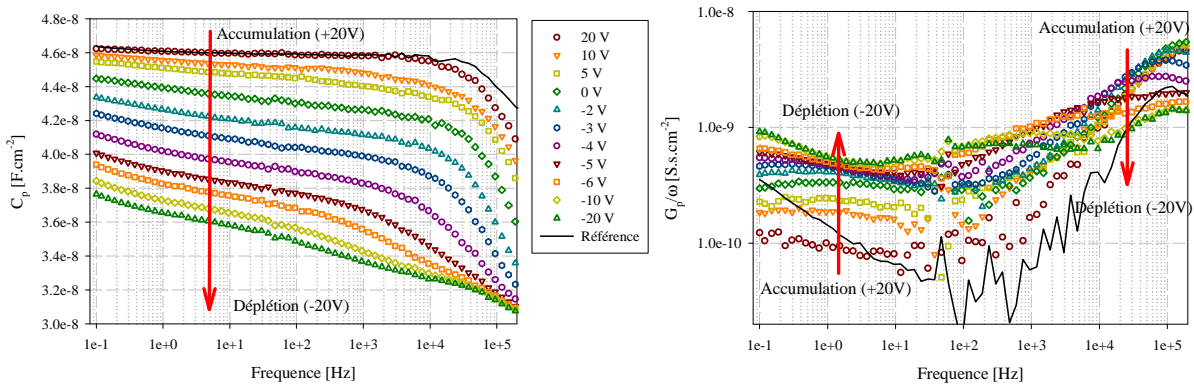 4.8e-8
4.6e-8
4.4e-8
4.2e-8
4.0e-8
3.8e-8
3.6e-8
3.4e-8
3.2e-8
3.0e-8
Cp [F.cm-2]
1e-1 1e+0 1e+1 1e+2 1e+3 1e+4 1e+5
Frequence [Hz]
Accumulation (+20V)
Déplétion (-20V)
20 V
10 V
5 V
0 V
-2 V
-3 V
-4 V
-5 V
-6 V
-10 V
-20 V
Référence
1.0e-8
1.0e-9
1.0e-10
Gp/ω [S.s.cm-2]
Accumulation (+20V)
Déplétion (-20V)
Déplétion (-20V)
Accumulation (+20V)
1e-1 1e+0 1e+1 1e+2 1e+3 1e+4 1e+5
Frequence [Hz]